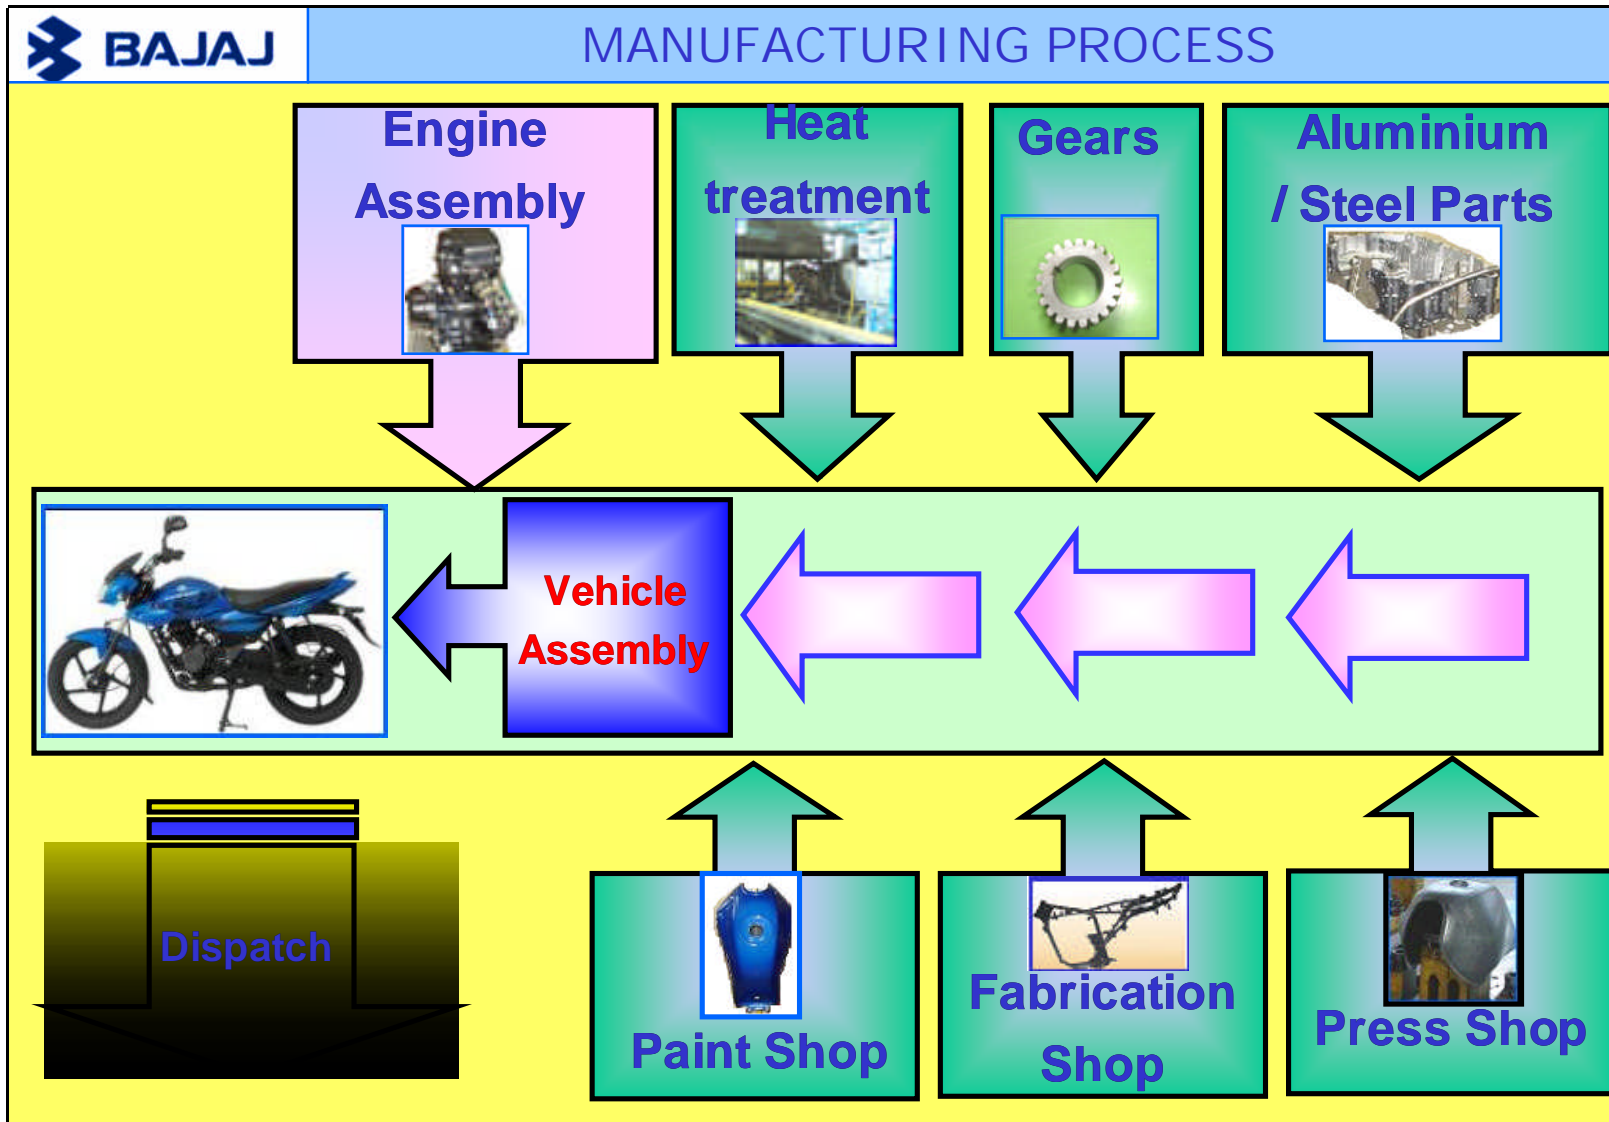 BAJAJ
MANUFACTURING PROCESS
Engine
Assembly
Heat
treatment
Gears
Aluminium
/ Steel Parts
Vehicle
Assembly
Dispatch
Paint Shop
Fabrication
Shop
Press Shop